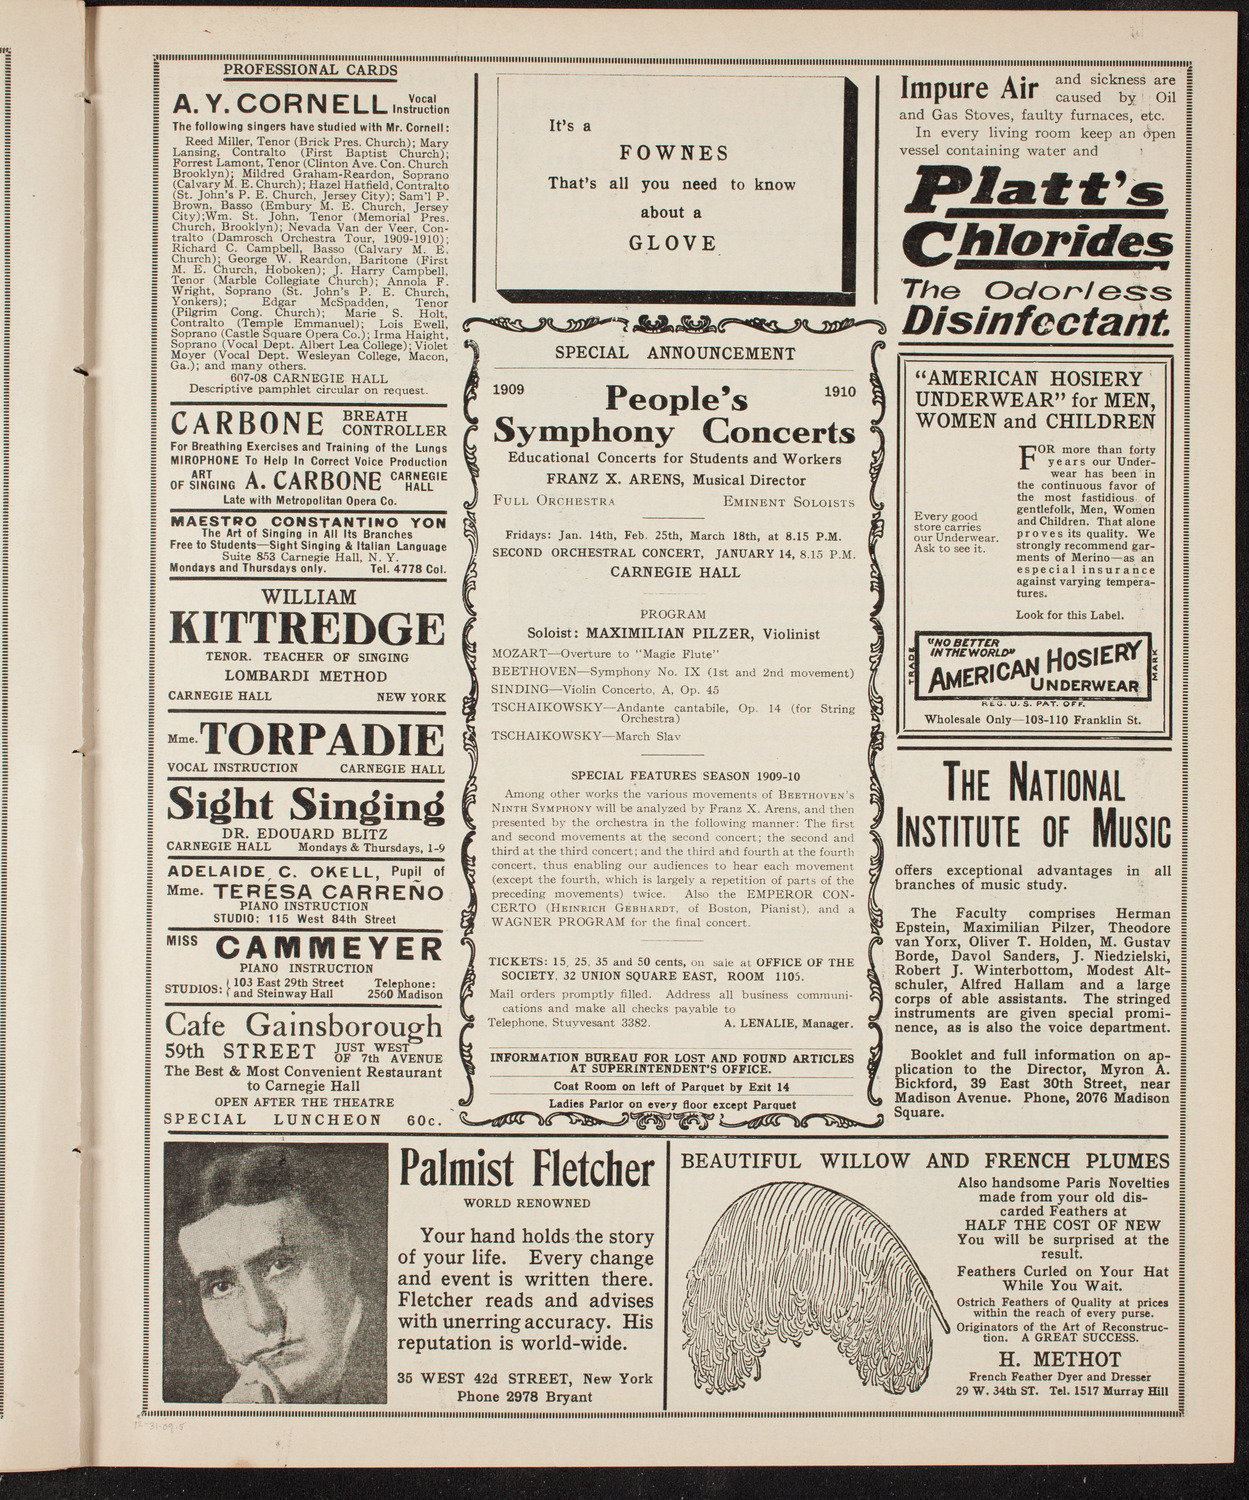 PROFESSIONAL CARDS
A. Y. CORNELL Vocal Instruction
The following singers have studied with Mr. Cornell:
Reed Miller, Tenor (Brick Pres. Church); Mary
Lansing, Contralto (First Baptist Church);
Forrest Lamont, Tenor (Clinton Ave. Con. Church
Brooklyn); Mildred Graham-Reardon, Soprano
(Calvary M. E. Church); Hazel Hatfield, Contralto
(St. John's P. E. Church, Jersey City); Sam'l P.
Brown, Basso (Embury M. E. Church, Jersey
City);Wm. St. John, Tenor (Memorial Pres.
Church, Brooklyn); Nevada Van der Veer, Con-
tralto (Damrosch Orchestra Tour, 1909-1910);
Richard C. Campbell, Basso (Calvary M. E.
Church); George W. Reardon, Baritone (First
M. E. Church, Hoboken); J. Harry Campbell,
Tenor (Marble Collegiate Church); Annola F.
Wright, Soprano (St. John's P. E. Church,
Yonkers); Edgar McSpadden, Tenor
(Pilgrim Cong. Church); Marie S. Holt,
Contralto (Temple Emmanuel); Lois Ewell,
Soprano (Castle Square Opera Co.); Irma Haight,
Soprano (Vocal Dept. Albert Lea College); Violet
Moyer (Vocal Dept. Wesleyan College, Macon,
Ga.); and many others.
607-08 CARNEGIE HALL
Descriptive pamphlet circular on request.
CARBONE BREATH CONTROLLER
For Breathing Exercises and Training of the Lungs
MIROPHONE To Help In Correct Voice Production
ART OF SINGING A. CARBONE CARNEGIE HALL
Late with Metropolitan Opera Co.
MAESTRO CONSTANTINO YON
The Art of Singing in All Its Branches
Free to Students—Sight Singing & Italian Language
Suite 853 Carnegie Hall, N. Y.
Mondays and Thursdays only. Tel. 4778 Col.
WILLIAM
KITTREDGE
TENOR. TEACHER OF SINGING
LOMBARDI METHOD
CARNEGIE HALL NEW YORK
Mme. TORPADIE
VOCAL INSTRUCTION CARNEGIE HALL
Sight Singing
DR. EDOUARD BLITZ
CARNEGIE HALL Mondays & Thursdays, 1-9
ADELAIDE C. OKELL, Pupil of
Mme. TERESA CARREÑO
PIANO INSTRUCTION
STUDIO: 115 West 84th Street
MISS CAMMEYER
PIANO INSTRUCTION
STUDIOS: { 103 East 29th Street Telephone:
and Steinway Hall 2560 Madison
Cafe Gainsborough
59th STREET JUST WEST OF 7th AVENUE
The Best & Most Convenient Restaurant
to Carnegie Hall
OPEN AFTER THE THEATRE
SPECIAL LUNCHEON 60c.
It's a
FOWNES
That's all you need to know
about a
GLOVE
SPECIAL ANNOUNCEMENT
1909 People's 1910
Symphony Concerts
Educational Concerts for Students and Workers
FRANZ X. ARENS, Musical Director
FULL ORCHESTRA EMINENT SOLOISTS
Fridays: Jan. 14th, Feb. 25th, March 18th, at 8.15 P.M.
SECOND ORCHESTRAL CONCERT, JANUARY 14, 8.15 P.M.
CARNEGIE HALL
PROGRAM
Soloist: MAXIMILIAN PILZER, Violinist
MOZART—Overture to "Magic Flute"
BEETHOVEN—Symphony No. IX (1st and 2nd movement)
SINDING—Violin Concerto, A, Op. 45
TSCHAIKOWSKY—Andante cantabile, Op. 14 (for String
Orchestra)
TSCHAIKOWSKY—March Slav
SPECIAL FEATURES SEASON 1909-10
Among other works the various movements of BEETHOVEN'S
NINTH SYMPHONY will be analyzed by Franz X. Arens, and then
presented by the orchestra in the following manner: The first
and second movements at the second concert; the second and
third at the third concert; and the third and fourth at the fourth
concert, thus enabling our audiences to hear each movement
(except the fourth, which is largely a repetition of parts of the
preceding movements) twice. Also the EMPEROR CON-
CERTO (HEINRICH GEBHARDT, of Boston, Pianist), and a
WAGNER PROGRAM for the final concert.
TICKETS: 15, 25, 35 and 50 cents, on sale at OFFICE OF THE
SOCIETY, 32 UNION SQUARE EAST, ROOM 1105.
Mail orders promptly filled. Address all business communi-
cations and make all checks payable to
Telephone, Stuyvesant 3382. A. LENALIE, Manager.
INFORMATION BUREAU FOR LOST AND FOUND ARTICLES
AT SUPERINTENDENT'S OFFICE.
Coat Room on left of Parquet by Exit 14
Ladies Parlor on every floor except Parquet
Impure Air and sickness are
caused by Oil
and Gas Stoves, faulty furnaces, etc.
In every living room keep an open
vessel containing water and
Platt's
Chlorides
The Odorless
Disinfectant.
"AMERICAN HOSIERY
UNDERWEAR" for MEN,
WOMEN and CHILDREN
Every good
store carries
our Underwear.
Ask to see it.
FOR more than forty
years our Under-
wear has been in
the continuous favor of
the most fastidious of
gentlefolk, Men, Women
and Children. That alone
proves its quality. We
strongly recommend gar-
ments of Merino—as an
especial insurance
against varying tempera-
tures.
Look for this Label.
TRADE MARK
"NO BETTER
IN THE WORLD"
AMERICAN HOSIERY
UNDERWEAR
REG. U. S. PAT. OFF.
Wholesale Only—108-110 Franklin St.
THE NATIONAL
INSTITUTE OF MUSIC
offers exceptional advantages in all
branches of music study.
The Faculty comprises Herman
Epstein, Maximilian Pilzer, Theodore
van Yorx, Oliver T. Holden, M. Gustav
Borde, Davol Sanders, J. Niedzielski,
Robert J. Winterbottom, Modest Alt-
schuler, Alfred Hallam and a large
corps of able assistants. The stringed
instruments are given special promi-
nence, as is also the voice department.
Booklet and full information on ap-
plication to the Director, Myron A.
Bickford, 39 East 30th Street, near
Madison Avenue. Phone, 2076 Madison
Square.
Palmist Fletcher
WORLD RENOWNED
Your hand holds the story
of your life. Every change
and event is written there.
Fletcher reads and advises
with unerring accuracy. His
reputation is world-wide.
35 WEST 42d STREET, New York
Phone 2978 Bryant
BEAUTIFUL WILLOW AND FRENCH PLUMES
Also handsome Paris Novelties
made from your old dis-
carded Feathers at
HALF THE COST OF NEW
You will be surprised at the
result.
Feathers Curled on Your Hat
While You Wait.
Ostrich Feathers of Quality at prices
within the reach of every purse.
Originators of the Art of Reconstruc-
tion. A GREAT SUCCESS.
H. METHOT
French Feather Dyer and Dresser
29 W. 34th ST. Tel. 1517 Murray Hill
12-31-09-5